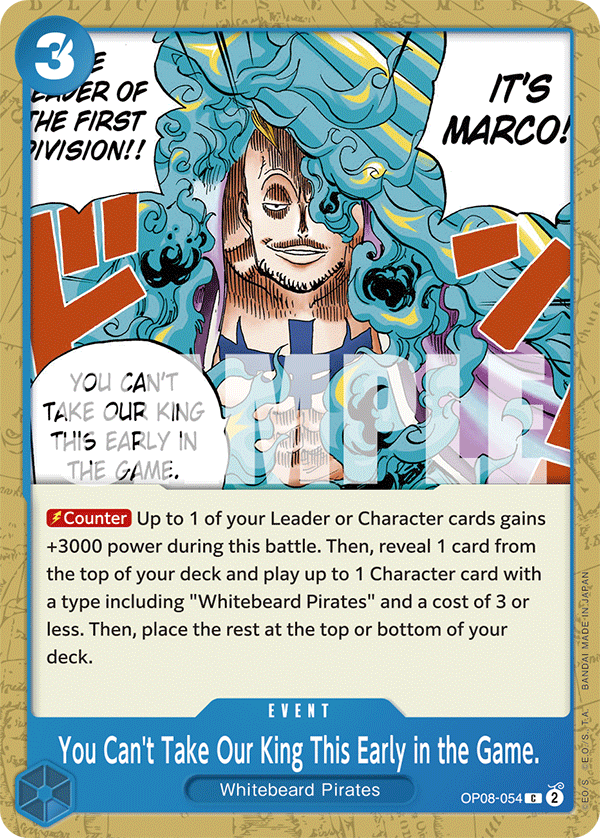 3
OF
THE FIRST
DIVISION!!
IT'S
MARCO!
YOU CAN'T
TAKE OUR KING
THIS EARLY IN
THE GAME.
Counter Up to 1 of your Leader or Character cards gains
+3000 power during this battle. Then, reveal 1 card from
the top of your deck and play up to 1 Character card with
a type including "Whitebeard Pirates" and a cost of 3 or
less. Then, place the rest at the top or bottom of your
deck.
EVENT
You Can't Take Our King This Early in the Game.
Whitebeard Pirates
OP08-054 C 2
E.O.S. E.O./S.,T.A. BANDAI MADE IN JAPAN